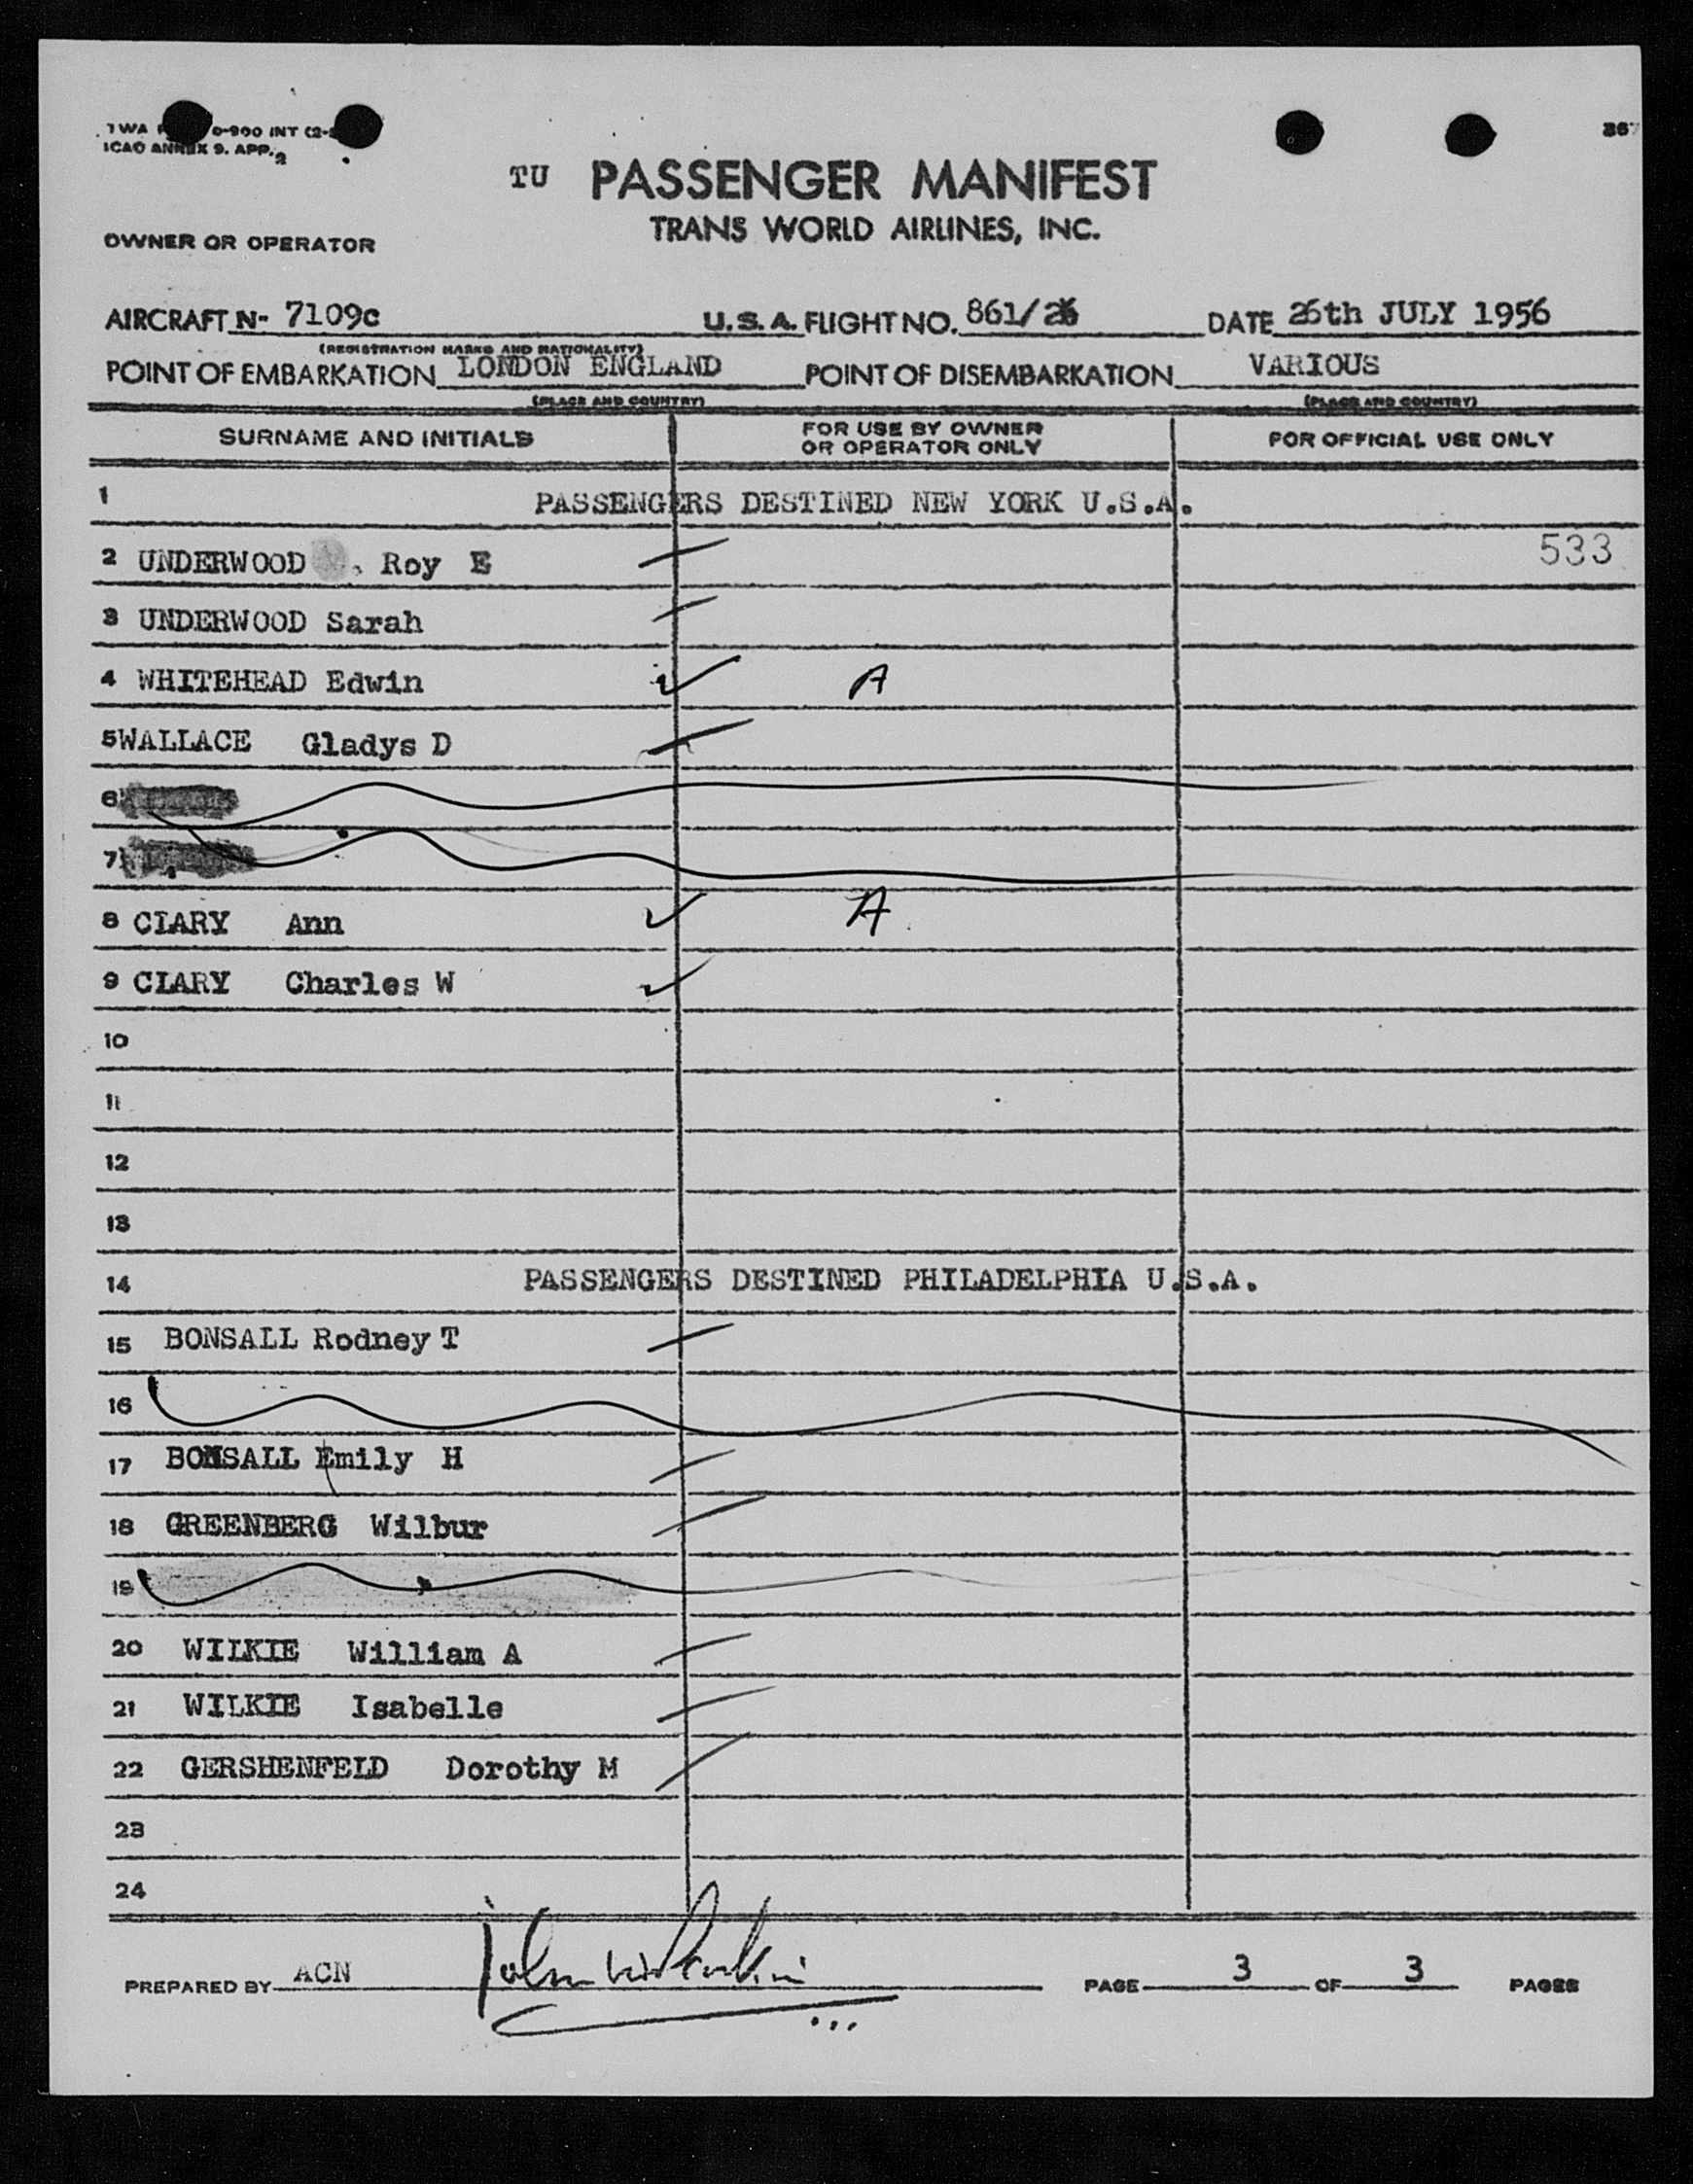 TWA 0-900 INT (2-
ICAO ANNEX 9. APP. 2
367
TU PASSENGER MANIFEST
TRANS WORLD AIRLINES, INC.
OWNER OR OPERATOR
AIRCRAFT N- 7109C U.S.A. FLIGHT NO. 861/26 DATE 26th JULY 1956
(REGISTRATION MARKS AND NATIONALITY)
POINT OF EMBARKATION LONDON ENGLAND POINT OF DISEMBARKATION VARIOUS
(PLACE AND COUNTRY) (PLACE AND COUNTRY)
SURNAME AND INITIALS FOR USE BY OWNER OR OPERATOR ONLY FOR OFFICIAL USE ONLY
1 PASSENGERS DESTINED NEW YORK U.S.A.
2 UNDERWOOD , Roy E 533
3 UNDERWOOD Sarah
4 WHITEHEAD Edwin A
5 WALLACE Gladys D
6
7
8 CLARY Ann A
9 CLARY Charles W
10
11
12
13
14 PASSENGERS DESTINED PHILADELPHIA U.S.A.
15 BONSALL Rodney T
16
17 BONSALL Emily H
18 GREENBERG Wilbur
19
20 WILKIE William A
21 WILKIE Isabelle
22 GERSHENFELD Dorothy M
23
24
PREPARED BY ACN PAGE 3 OF 3 PAGES